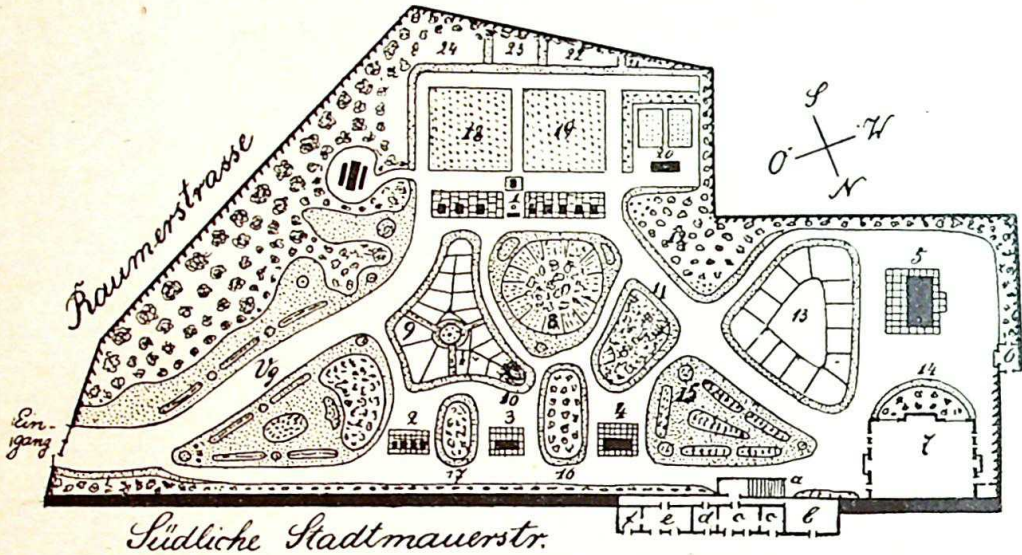 24 23 22
18 19 20
1
S
W
O
N
Raumerstrasse
5
11
13
9 8
Vg
10
14
2 3 4 15
Ein-
gang
7
17 16
a
f e d c c b
Südliche Stadtmauerstr.